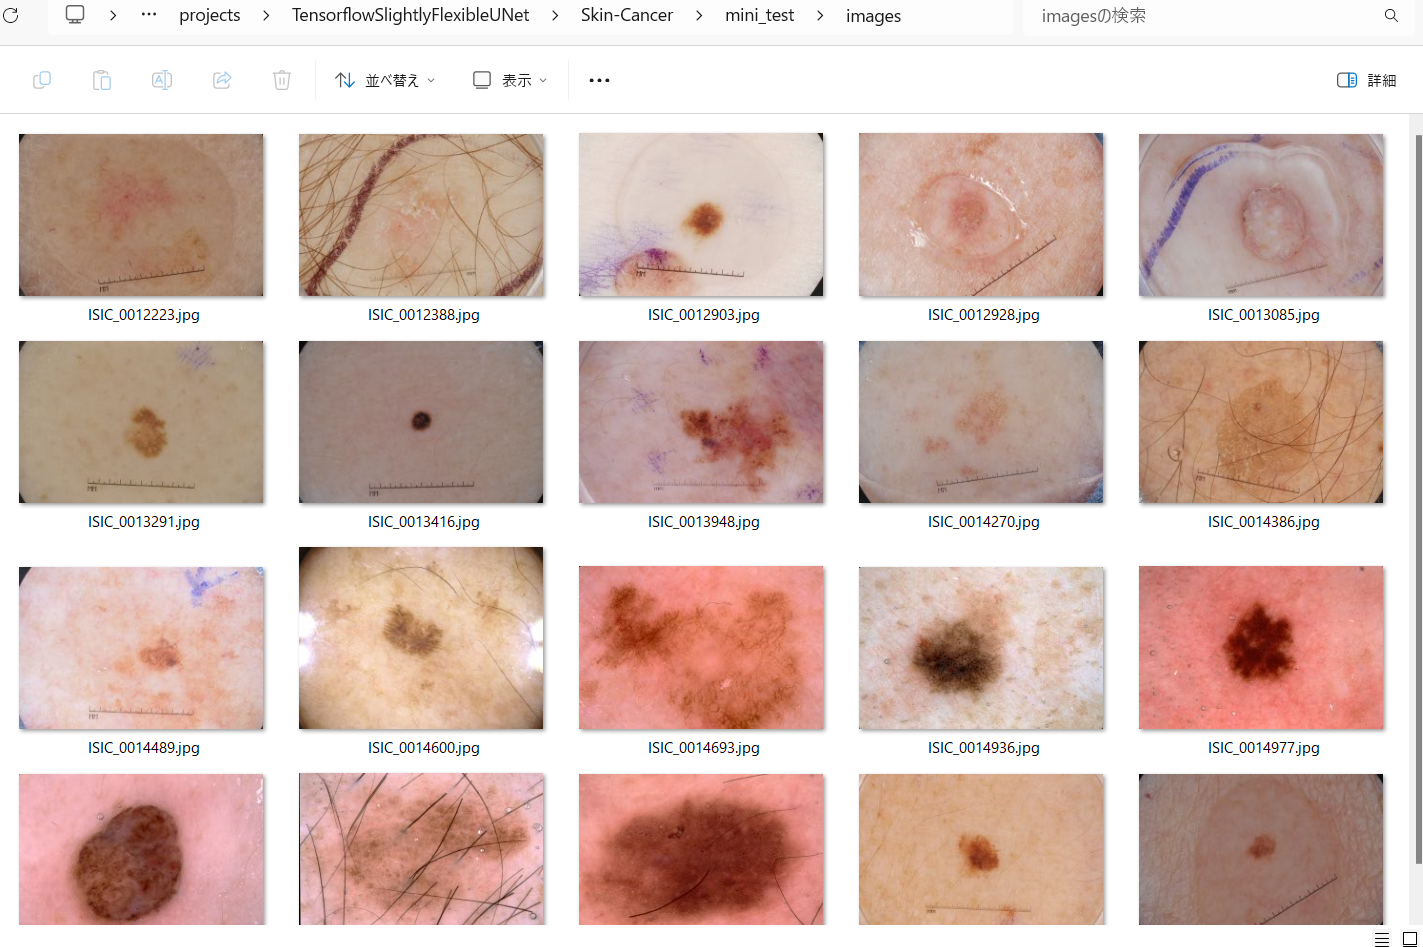 projects > TensorflowSlightlyFlexibleUNet > Skin-Cancer > mini_test > images
imagesの検索
並べ替え
表示
詳細
ISIC_0012223.jpg
ISIC_0012388.jpg
ISIC_0012903.jpg
ISIC_0012928.jpg
ISIC_0013085.jpg
ISIC_0013291.jpg
ISIC_0013416.jpg
ISIC_0013948.jpg
ISIC_0014270.jpg
ISIC_0014386.jpg
ISIC_0014489.jpg
ISIC_0014600.jpg
ISIC_0014693.jpg
ISIC_0014936.jpg
ISIC_0014977.jpg